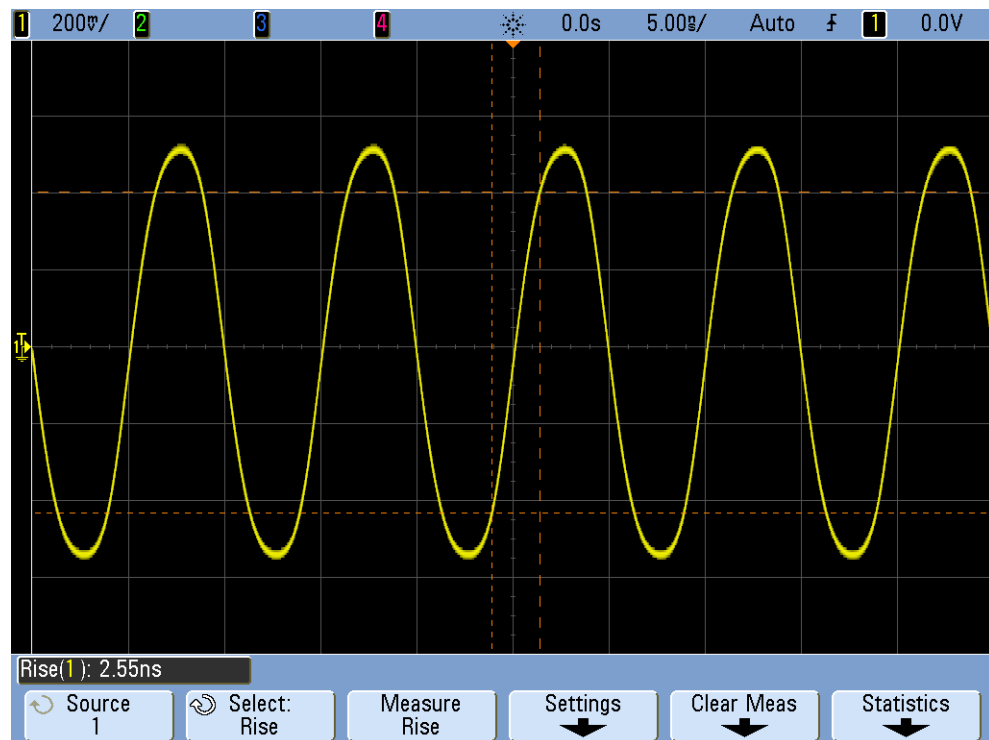 1 200mV/ 2 3 4 0.0s 5.00ns/ Auto 1 0.0V
T
1
Rise(1): 2.55ns
Source
1
Select:
Rise
Measure
Rise
Settings
Clear Meas
Statistics